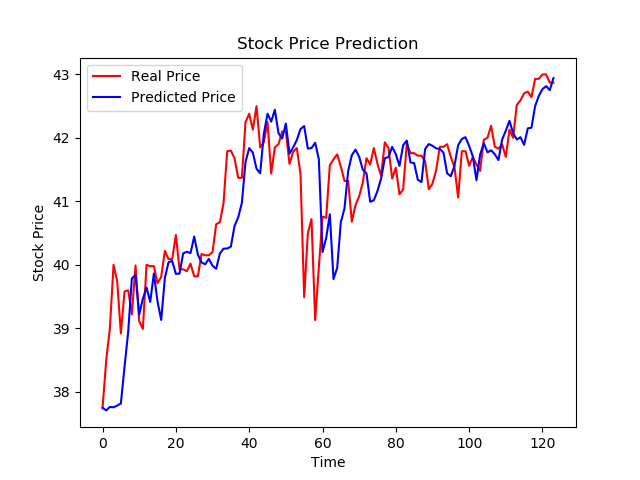 Stock Price Prediction
Real Price
Predicted Price
43
42
41
40
39
38
Stock Price
0 20 40 60 80 100 120
Time